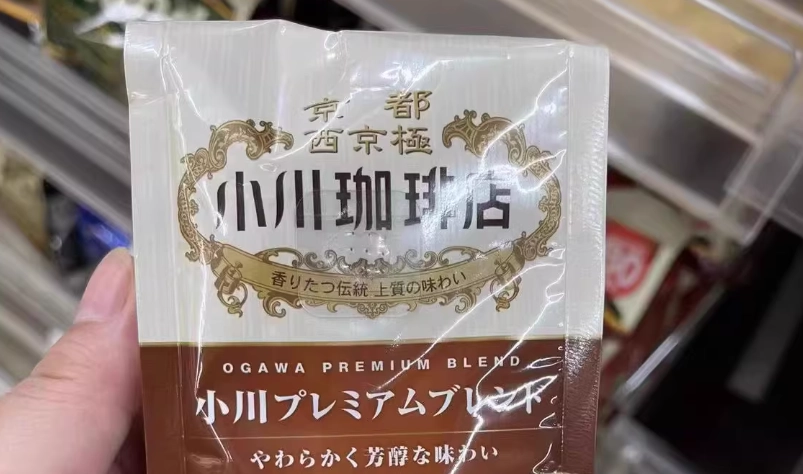 京都
西京極
小川珈琲店
香りたつ伝統 上質の味わい
OGAWA PREMIUM BLEND
小川プレミアムブレンド
やわらかく芳醇な味わい